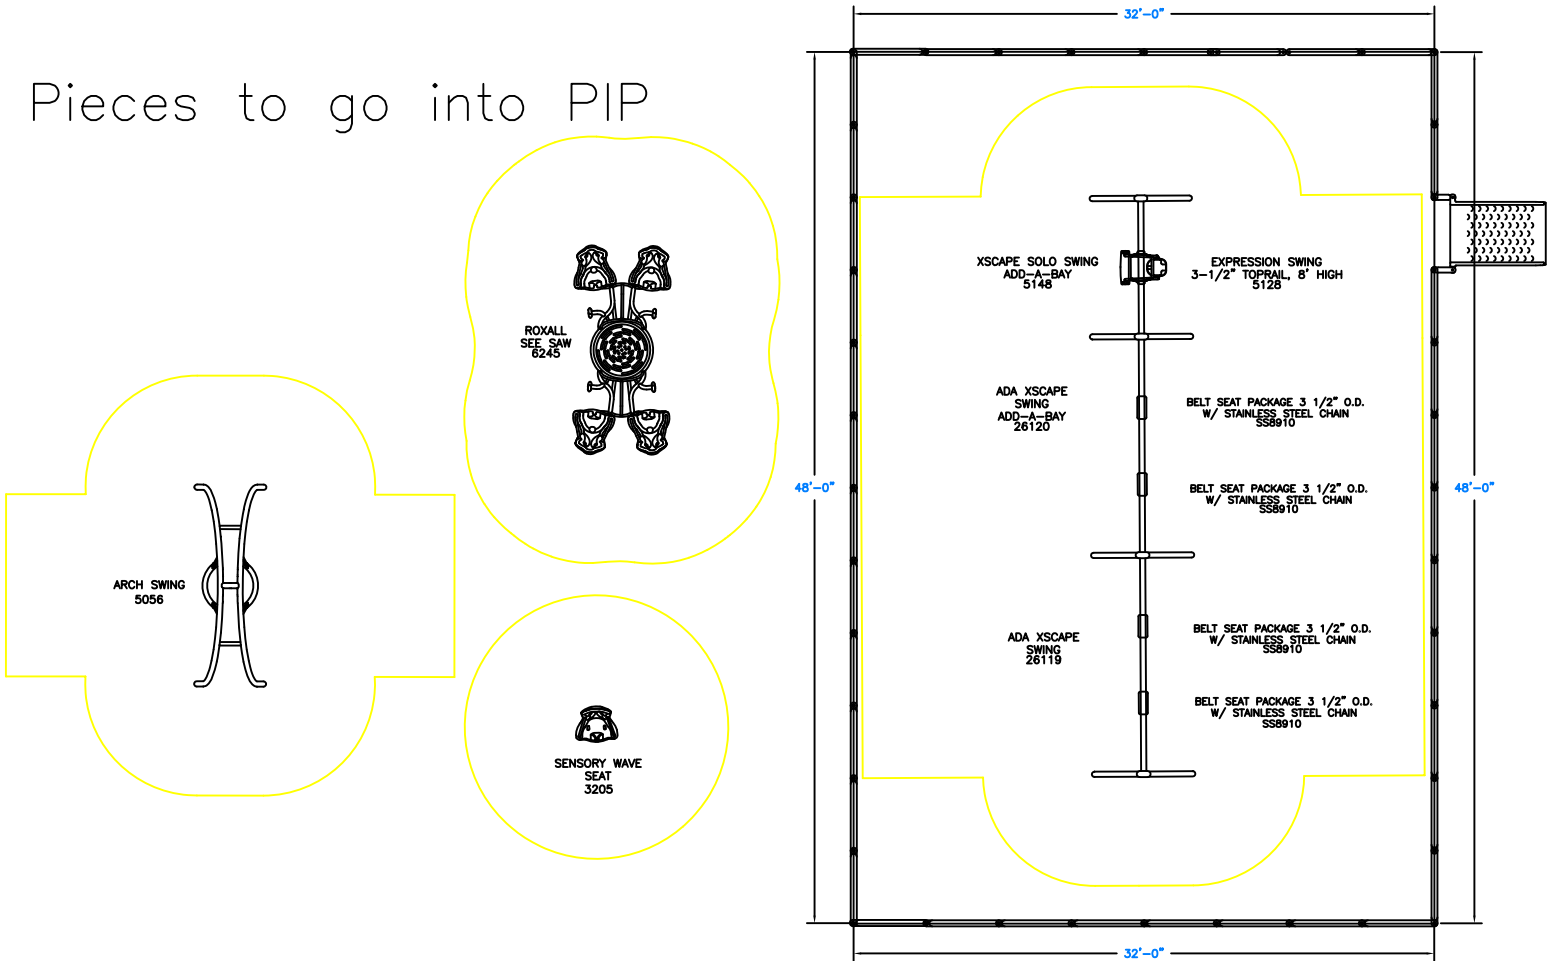 Pieces to go into PIP
32'-0"
XSCAPE SOLO SWING
ADD-A-BAY
5148
EXPRESSION SWING
3-1/2" TOPRAIL, 8' HIGH
5128
ROXALL
SEE SAW
6245
ADA XSCAPE
SWING
ADD-A-BAY
26120
BELT SEAT PACKAGE 3 1/2" O.D.
W/ STAINLESS STEEL CHAIN
SS8910
48'-0"
BELT SEAT PACKAGE 3 1/2" O.D.
W/ STAINLESS STEEL CHAIN
SS8910
48'-0"
ARCH SWING
5056
ADA XSCAPE
SWING
26119
BELT SEAT PACKAGE 3 1/2" O.D.
W/ STAINLESS STEEL CHAIN
SS8910
BELT SEAT PACKAGE 3 1/2" O.D.
W/ STAINLESS STEEL CHAIN
SS8910
SENSORY WAVE
SEAT
3205
32'-0"